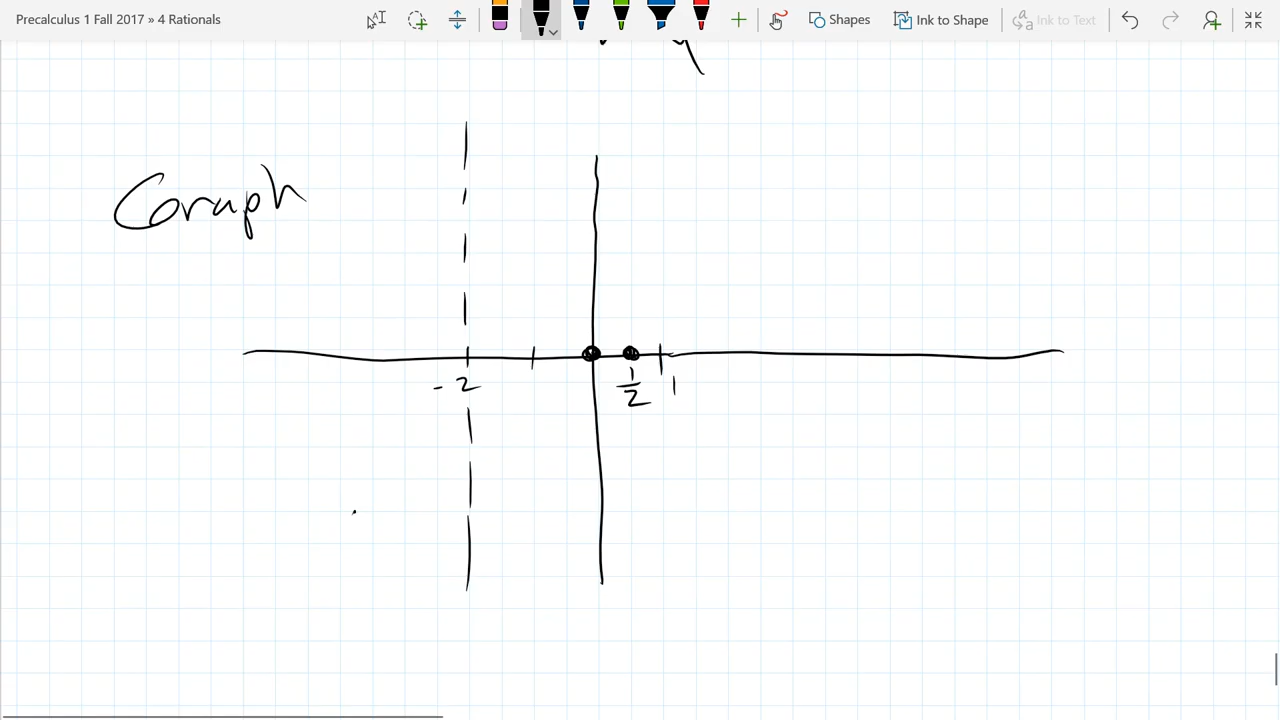 Precalculus 1 Fall 2017 » 4 Rationals
Shapes
Ink to Shape
Ink to Text
Graph
-2
1/2
1